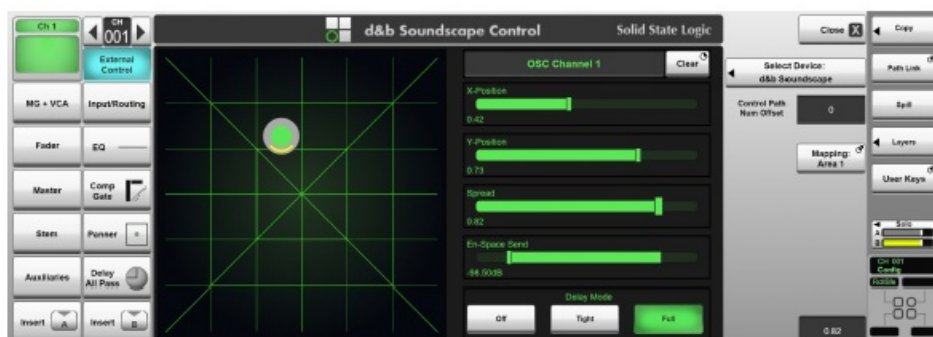 Ch 1
CH
001
External
Control
MG + VCA
Input/Routing
Fader
EQ
Master
Comp
Gate
Stem
Panner
Auxiliaries
Delay
All Pass
Insert A
Insert B
d&b Soundscape Control
Solid State Logic
OSC Channel 1
Clear
X-Position
0.42
Y-Position
0.73
Spread
0.82
En-Space Send
-66.50dB
Delay Mode
Off
Tight
Full
Close X
Select Device:
d&b Soundscape
Control Path
Num Offset
0
Mapping:
Area 1
0.82
Copy
Path Link
Spill
Layers
User Keys
Solo
A
B
CH 001
Config